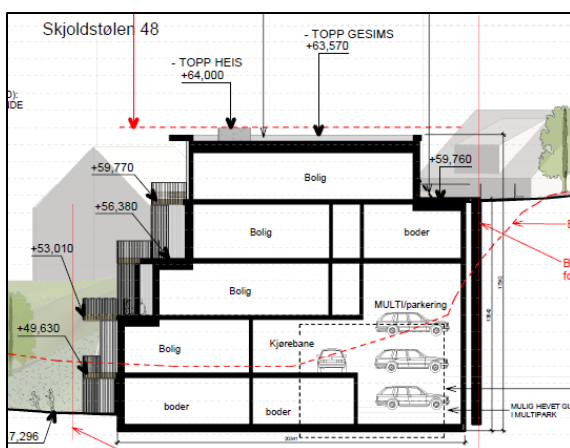 Skjoldstølen 48
- TOPP GESIMS
+63,570
- TOPP HEIS
+64,000
):
IDE
+59,770
Bolig
+59,760
+56,380
Bolig
boder
+53,010
Bolig
MULTI/parkering
+49,630
Bolig
Kjørebane
boder
boder
MULIG HEVET GU
I MULTIPARK
7,296